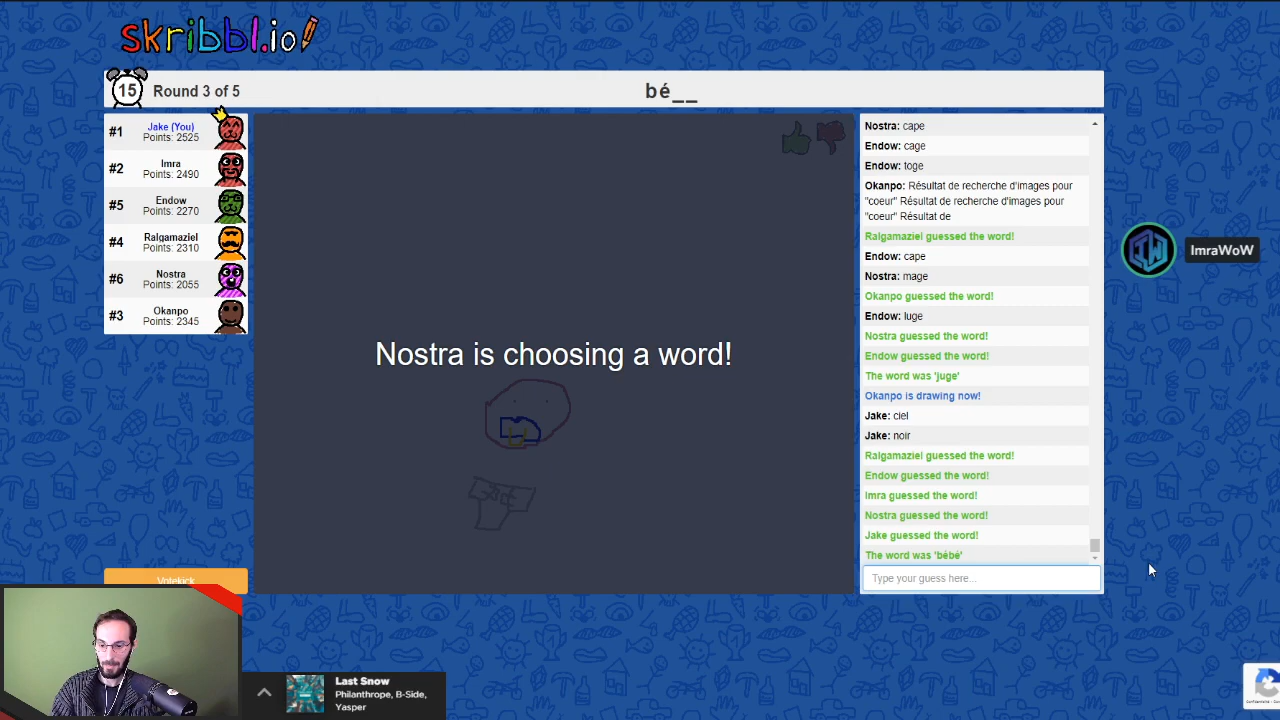 skribbl.io
15
Round 3 of 5
bé__
#1
Jake (You)
Points: 2525
#2
Imra
Points: 2490
#5
Endow
Points: 2270
#4
Ralgamaziel
Points: 2310
#6
Nostra
Points: 2055
#3
Okanpo
Points: 2345
Votekick
Nostra is choosing a word!
Nostra: cape
Endow: cage
Endow: toge
Okanpo: Résultat de recherche d'images pour
"coeur" Résultat de recherche d'images pour
"coeur" Résultat de
Ralgamaziel guessed the word!
Endow: cape
Nostra: mage
Okanpo guessed the word!
Endow: luge
Nostra guessed the word!
Endow guessed the word!
The word was 'juge'
Okanpo is drawing now!
Jake: ciel
Jake: noir
Ralgamaziel guessed the word!
Endow guessed the word!
Imra guessed the word!
Nostra guessed the word!
Jake guessed the word!
The word was 'bébé'
Type your guess here...
ImraWoW
Last Snow
Philanthrope, B-Side,
Yasper